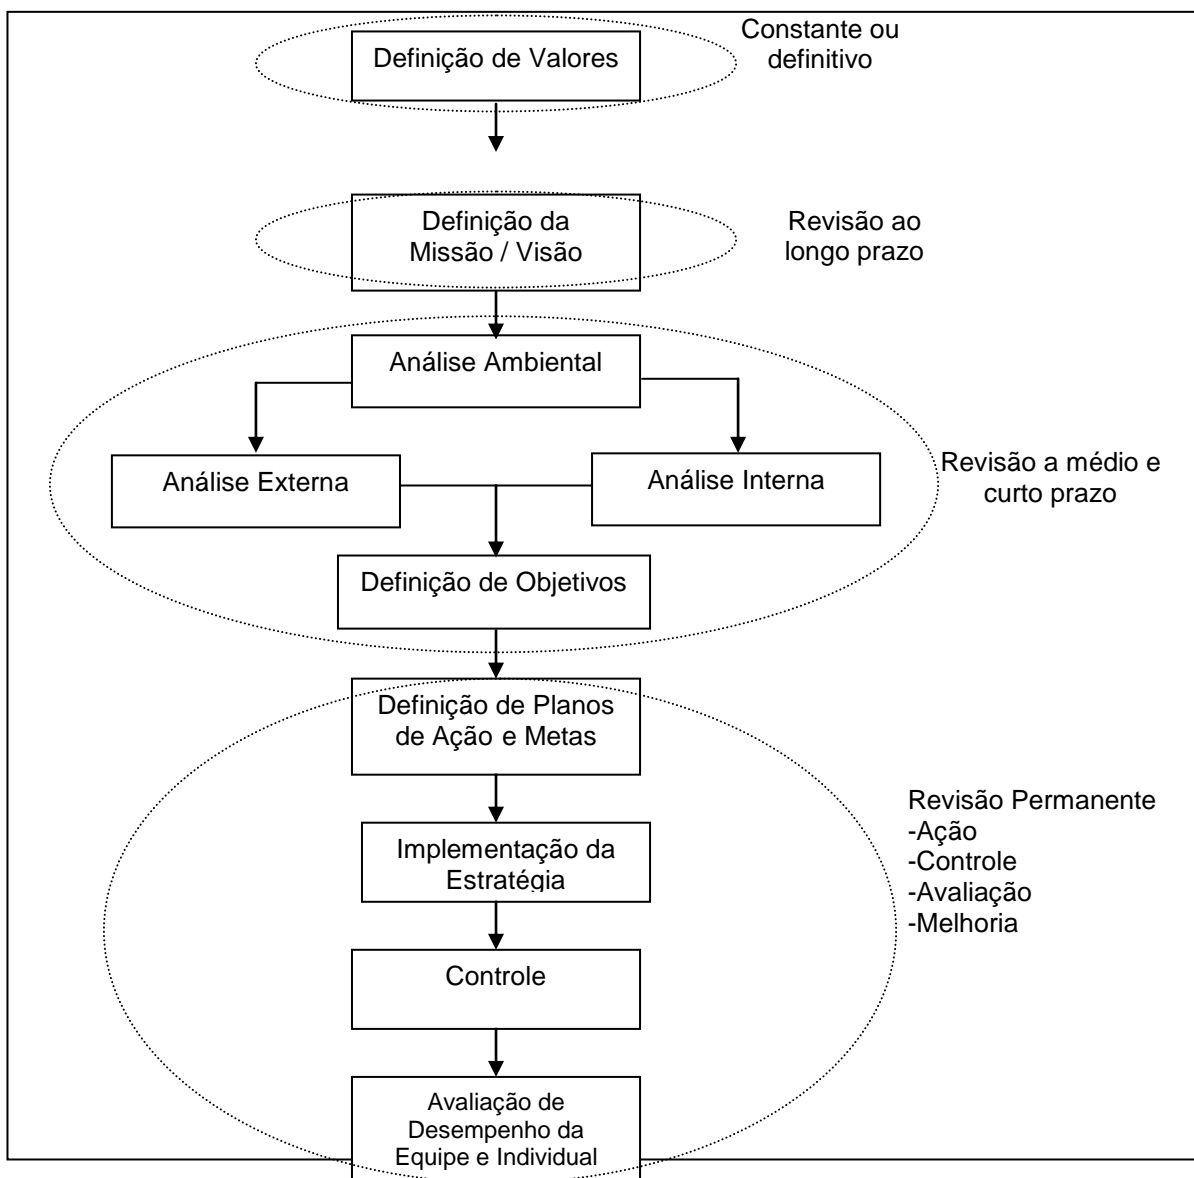 Constante ou
definitivo
Definição de Valores
Definição da
Missão / Visão
Revisão ao
longo prazo
Análise Ambiental
Análise Externa
Análise Interna
Revisão a médio e
curto prazo
Definição de Objetivos
Definição de Planos
de Ação e Metas
Implementação da
Estratégia
Revisão Permanente
-Ação
-Controle
-Avaliação
-Melhoria
Controle
Avaliação de
Desempenho da
Equipe e Individual